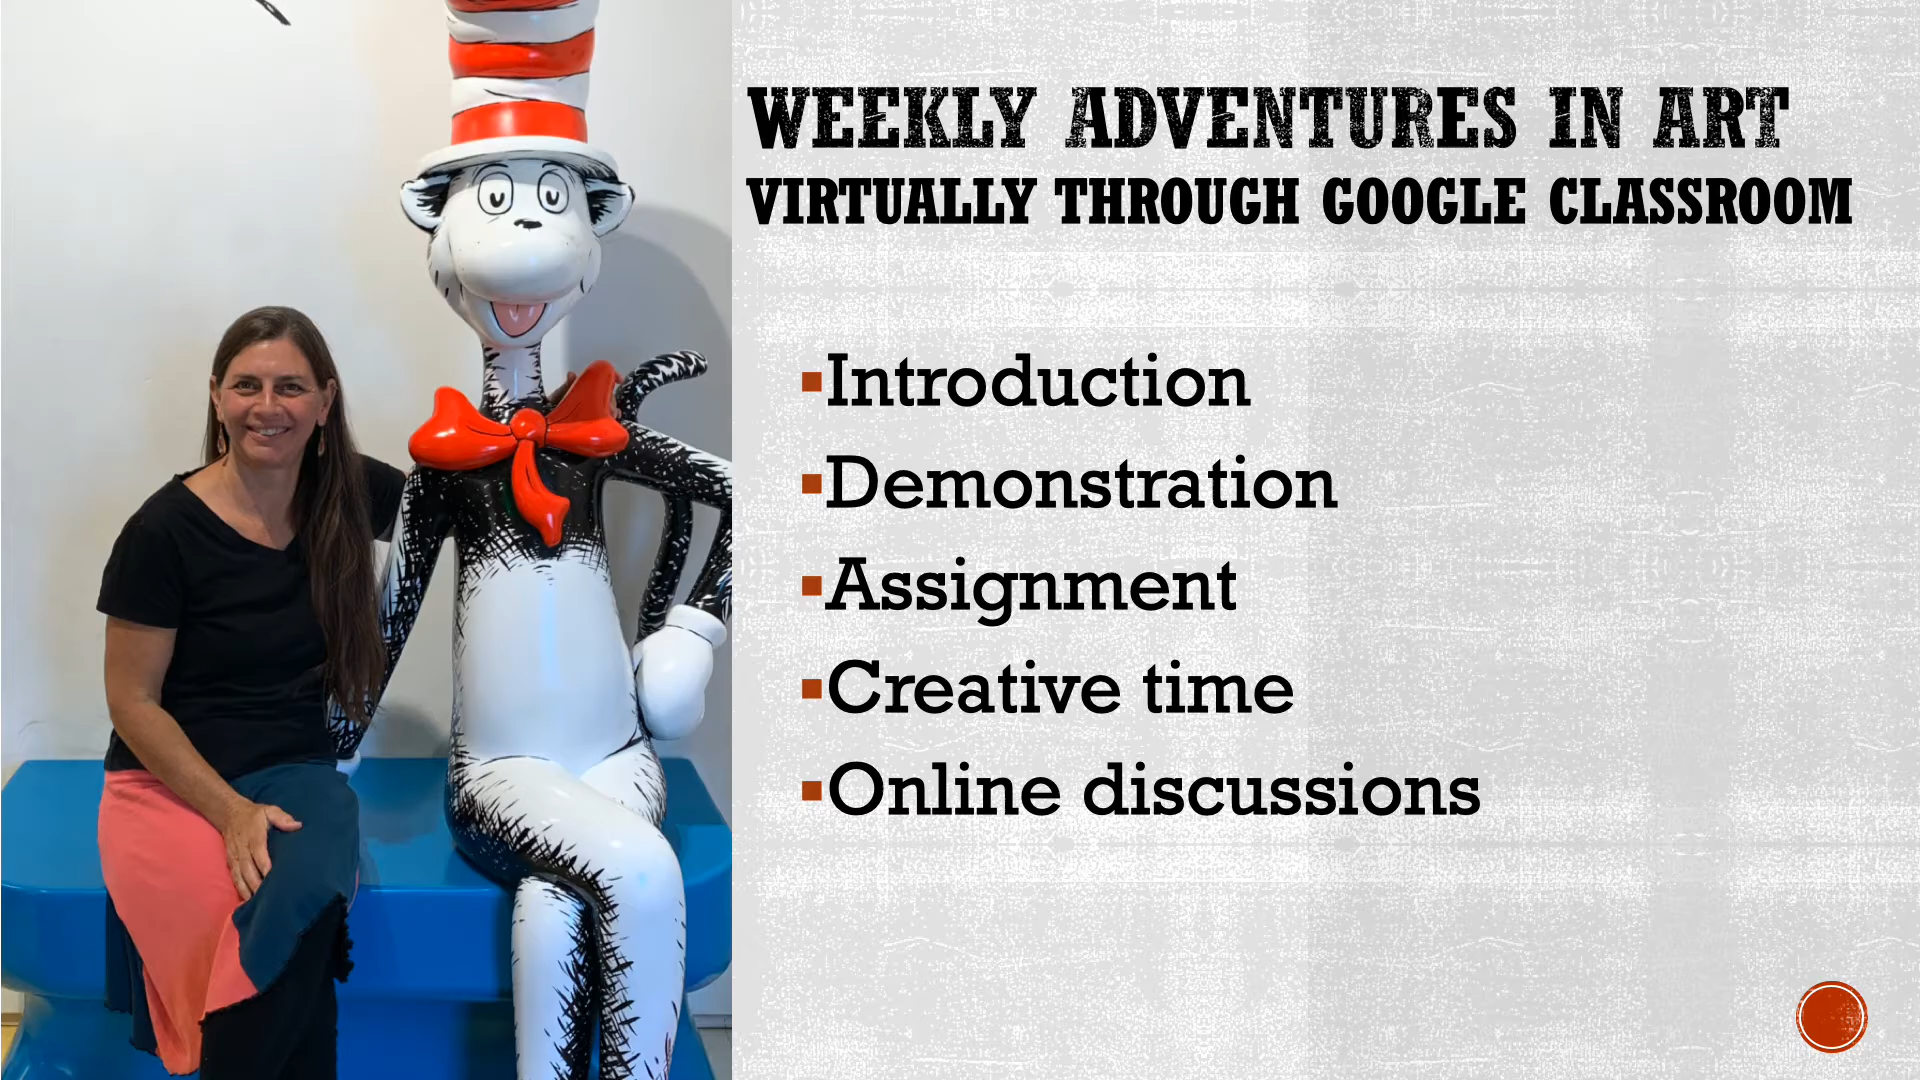 WEEKLY ADVENTURES IN ART
VIRTUALLY THROUGH GOOGLE CLASSROOM
▪Introduction
▪Demonstration
▪Assignment
▪Creative time
▪Online discussions